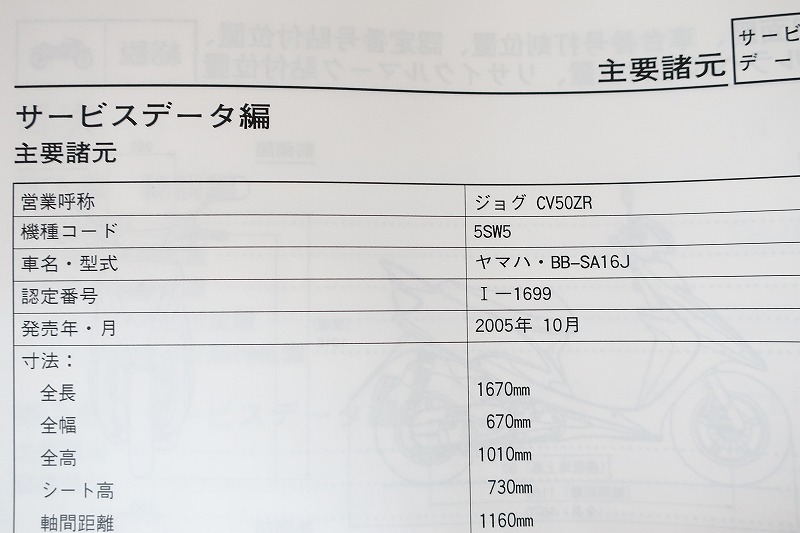 主要諸元
サービ
デー
サービスデータ編
主要諸元
営業呼称 ジョグ CV50ZR
機種コード 5SW5
車名・型式 ヤマハ・BB-SA16J
認定番号 I-1699
発売年・月 2005年 10月
寸法：
全長 1670mm
全幅 670mm
全高 1010mm
シート高 730mm
軸間距離 1160mm